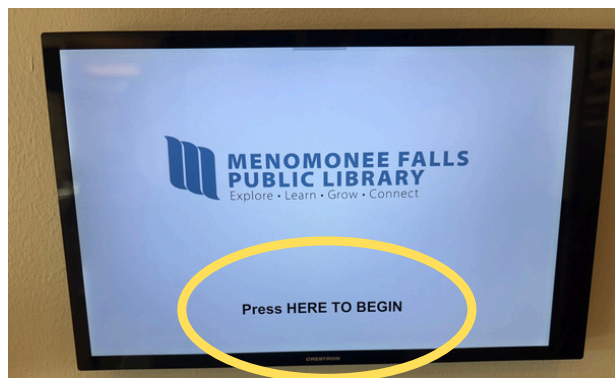 MENOMONEE FALLS
PUBLIC LIBRARY
Explore • Learn • Grow • Connect
Press HERE TO BEGIN
CRESTRON